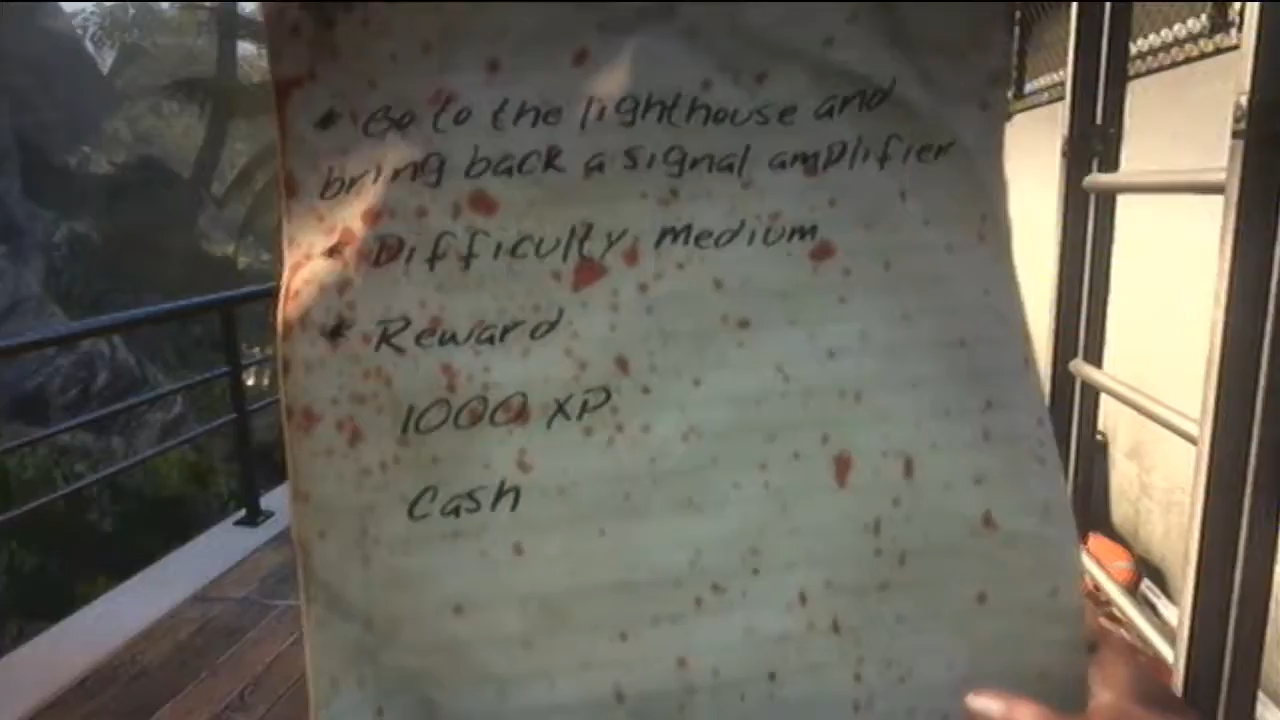 * Go to the lighthouse and
bring back a signal amplifier
* Difficulty medium
* Reward
1000 XP
Cash